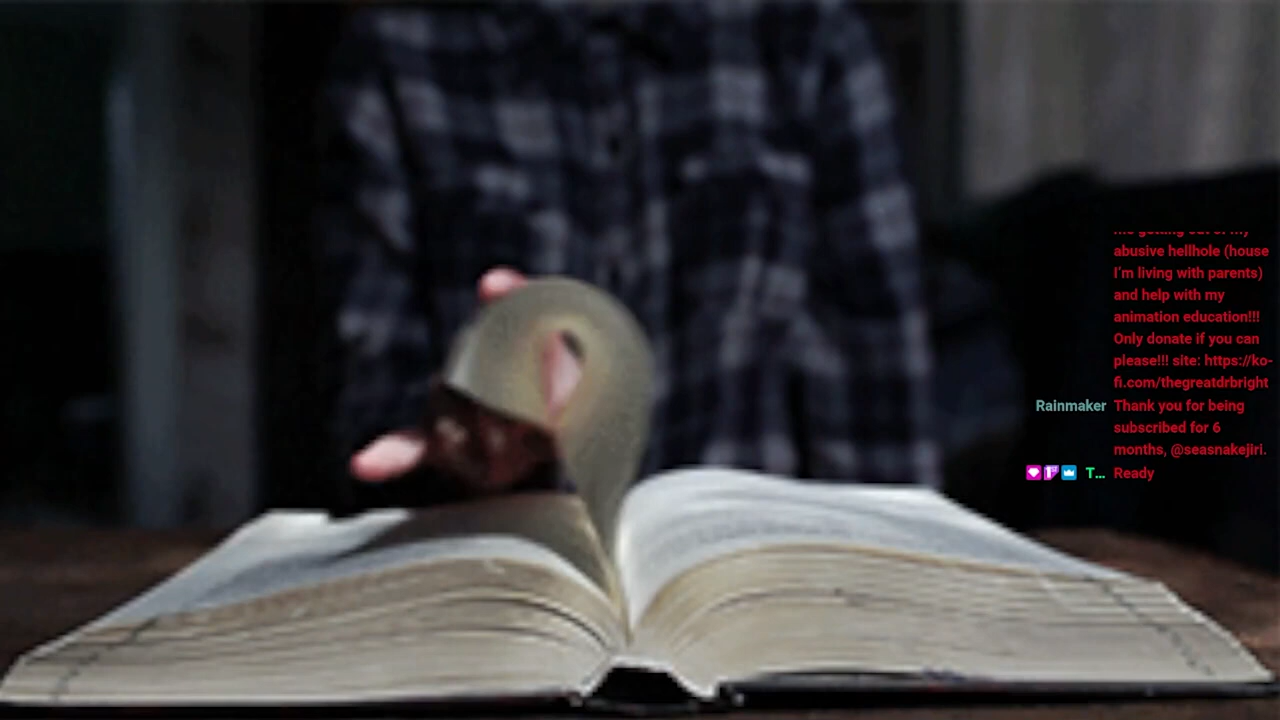 abusive hellhole (house
I'm living with parents)
and help with my
animation education!!!
Only donate if you can
please!!! site: https://ko-
fi.com/thegreatdrbright
Rainmaker Thank you for being
subscribed for 6
months, @seasnakejiri.
T... Ready